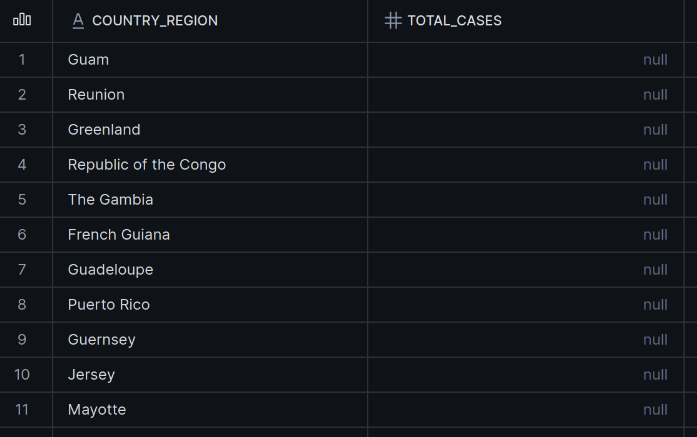 A COUNTRY_REGION # TOTAL_CASES
1 Guam null
2 Reunion null
3 Greenland null
4 Republic of the Congo null
5 The Gambia null
6 French Guiana null
7 Guadeloupe null
8 Puerto Rico null
9 Guernsey null
10 Jersey null
11 Mayotte null